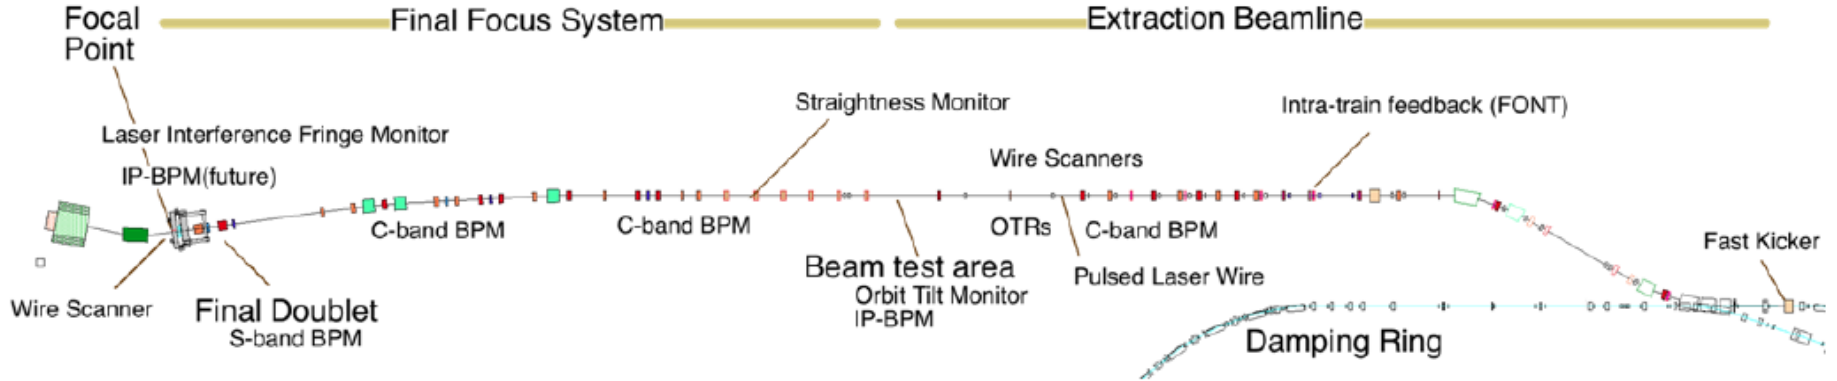 Focal
Point
Final Focus System
Extraction Beamline
Straightness Monitor
Intra-train feedback (FONT)
Laser Interference Fringe Monitor
Wire Scanners
IP-BPM(future)
C-band BPM
C-band BPM
OTRs
C-band BPM
Fast Kicker
Beam test area
Orbit Tilt Monitor
IP-BPM
Pulsed Laser Wire
Wire Scanner
Final Doublet
S-band BPM
Damping Ring